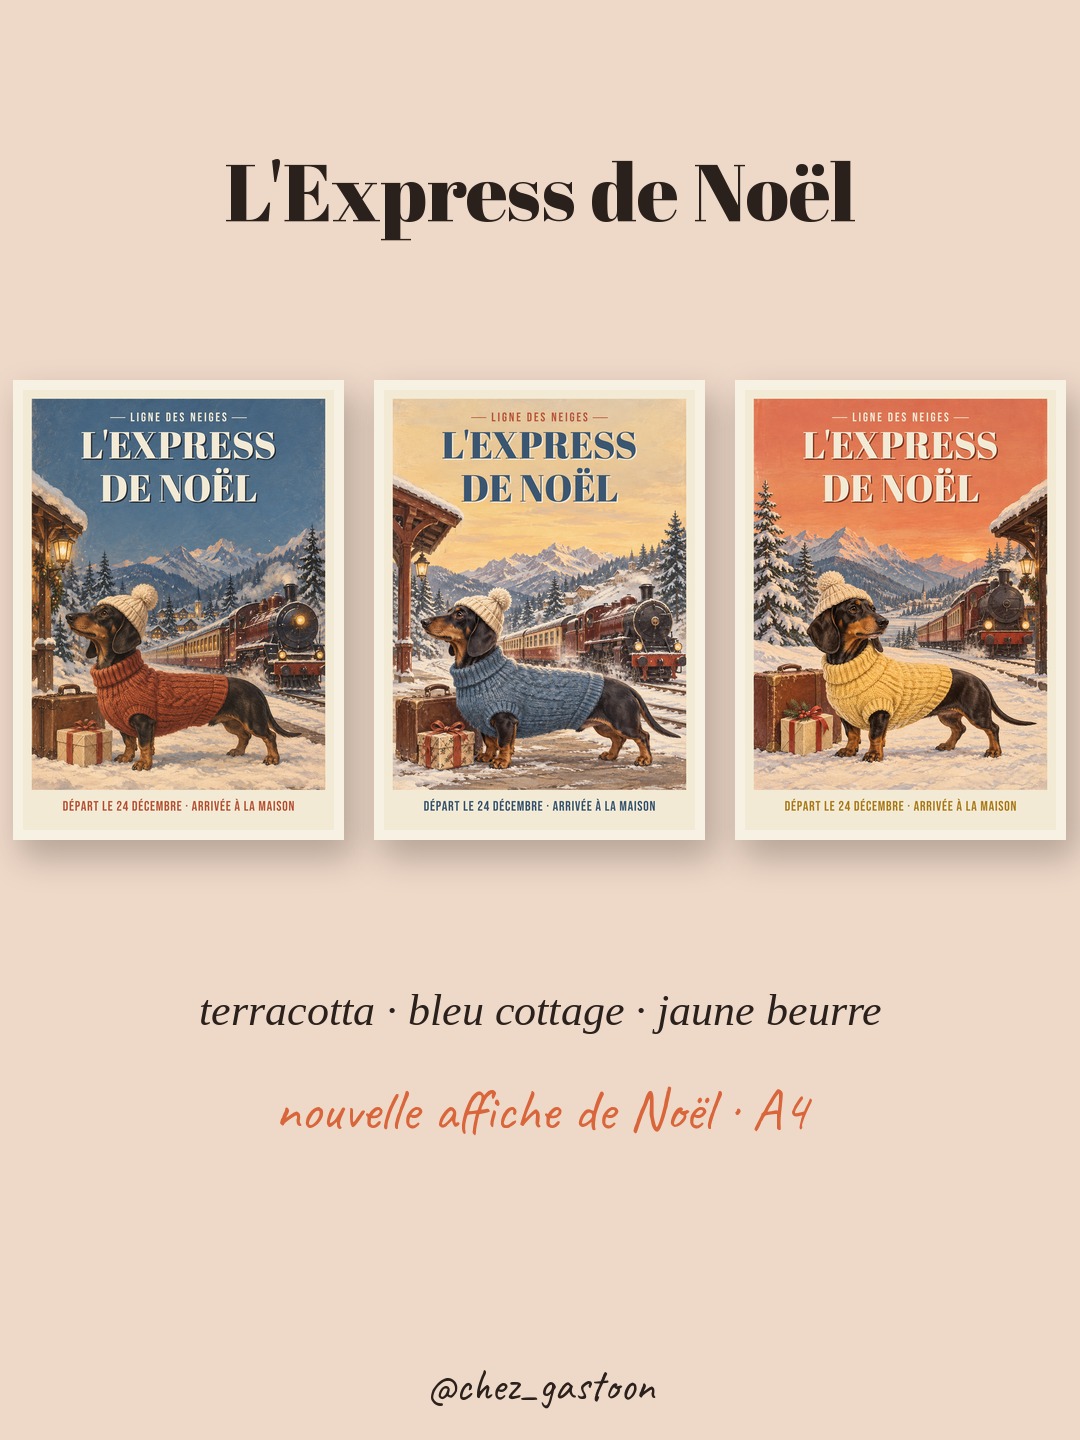 L'Express de Noël
LIGNE DES NEIGES
L'EXPRESS
DE NOËL
DÉPART LE 24 DÉCEMBRE · ARRIVÉE À LA MAISON
LIGNE DES NEIGES
L'EXPRESS
DE NOËL
DÉPART LE 24 DÉCEMBRE · ARRIVÉE À LA MAISON
LIGNE DES NEIGES
L'EXPRESS
DE NOËL
DÉPART LE 24 DÉCEMBRE · ARRIVÉE À LA MAISON
terracotta · bleu cottage · jaune beurre
nouvelle affiche de Noël · A4
@chez_gastoon